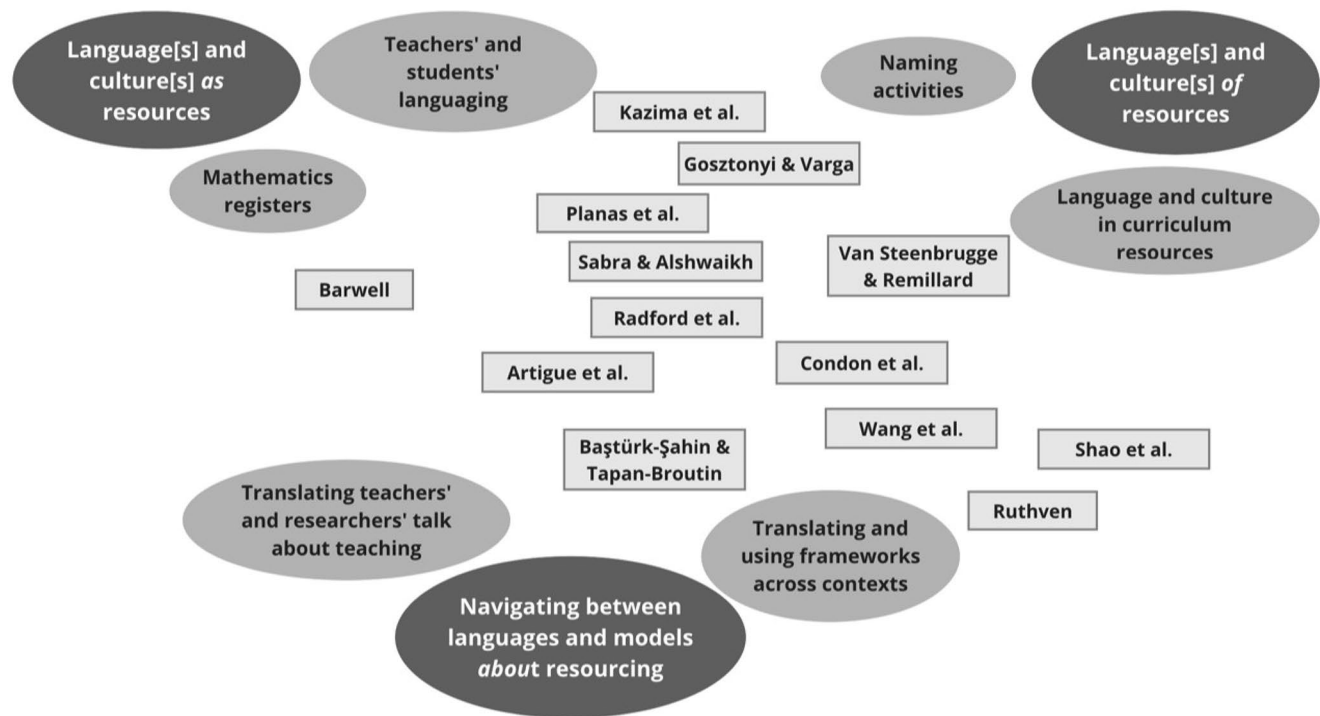 Language[s] and
culture[s] as
resources
Teachers' and
students'
languaging
Naming
activities
Language[s] and
culture[s] of
resources
Kazima et al.
Gosztonyi & Varga
Mathematics
registers
Planas et al.
Language and culture
in curriculum
resources
Sabra & Alshwaikh
Van Steenbrugge
& Remillard
Barwell
Radford et al.
Artigue et al.
Condon et al.
Wang et al.
Shao et al.
Baştürk-Şahin &
Tapan-Broutin
Ruthven
Translating teachers'
and researchers' talk
about teaching
Translating and
using frameworks
across contexts
Navigating between
languages and models
about resourcing